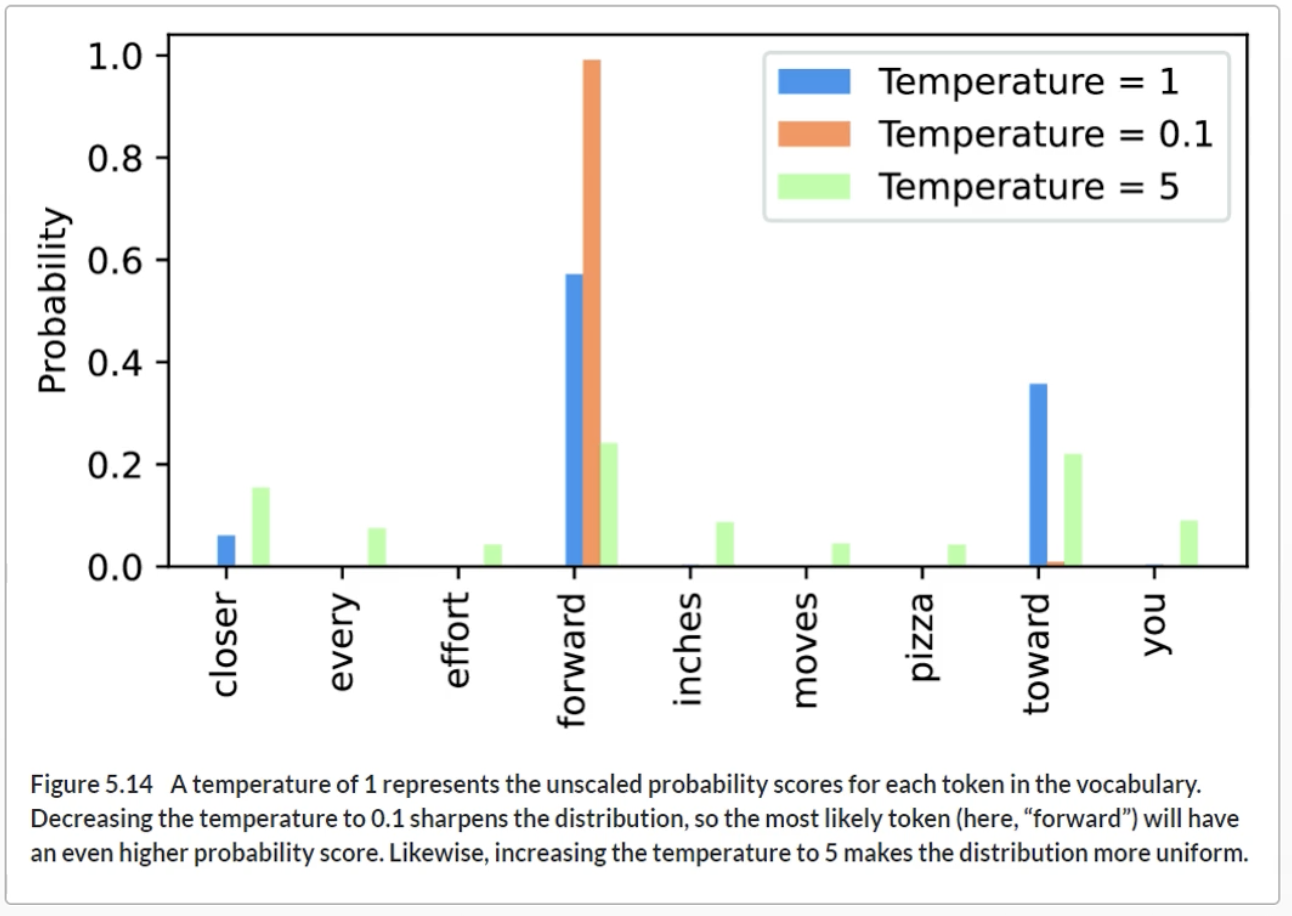 1.0
0.8
0.6
0.4
0.2
0.0
Probability
Temperature = 1
Temperature = 0.1
Temperature = 5
closer
every
effort
forward
inches
moves
pizza
toward
you
Figure 5.14 A temperature of 1 represents the unscaled probability scores for each token in the vocabulary.
Decreasing the temperature to 0.1 sharpens the distribution, so the most likely token (here, “forward”) will have
an even higher probability score. Likewise, increasing the temperature to 5 makes the distribution more uniform.